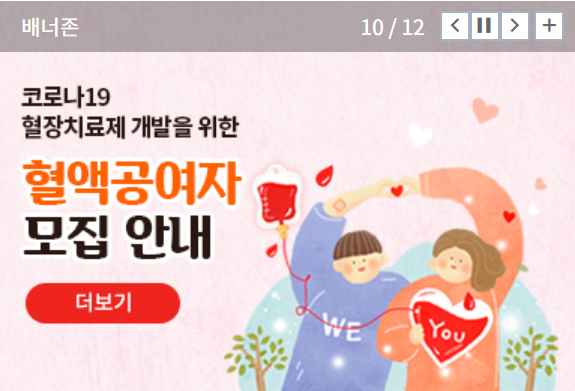 배너존 10 / 12
코로나19
혈장치료제 개발을 위한
혈액공여자
모집 안내
더보기
WE
You